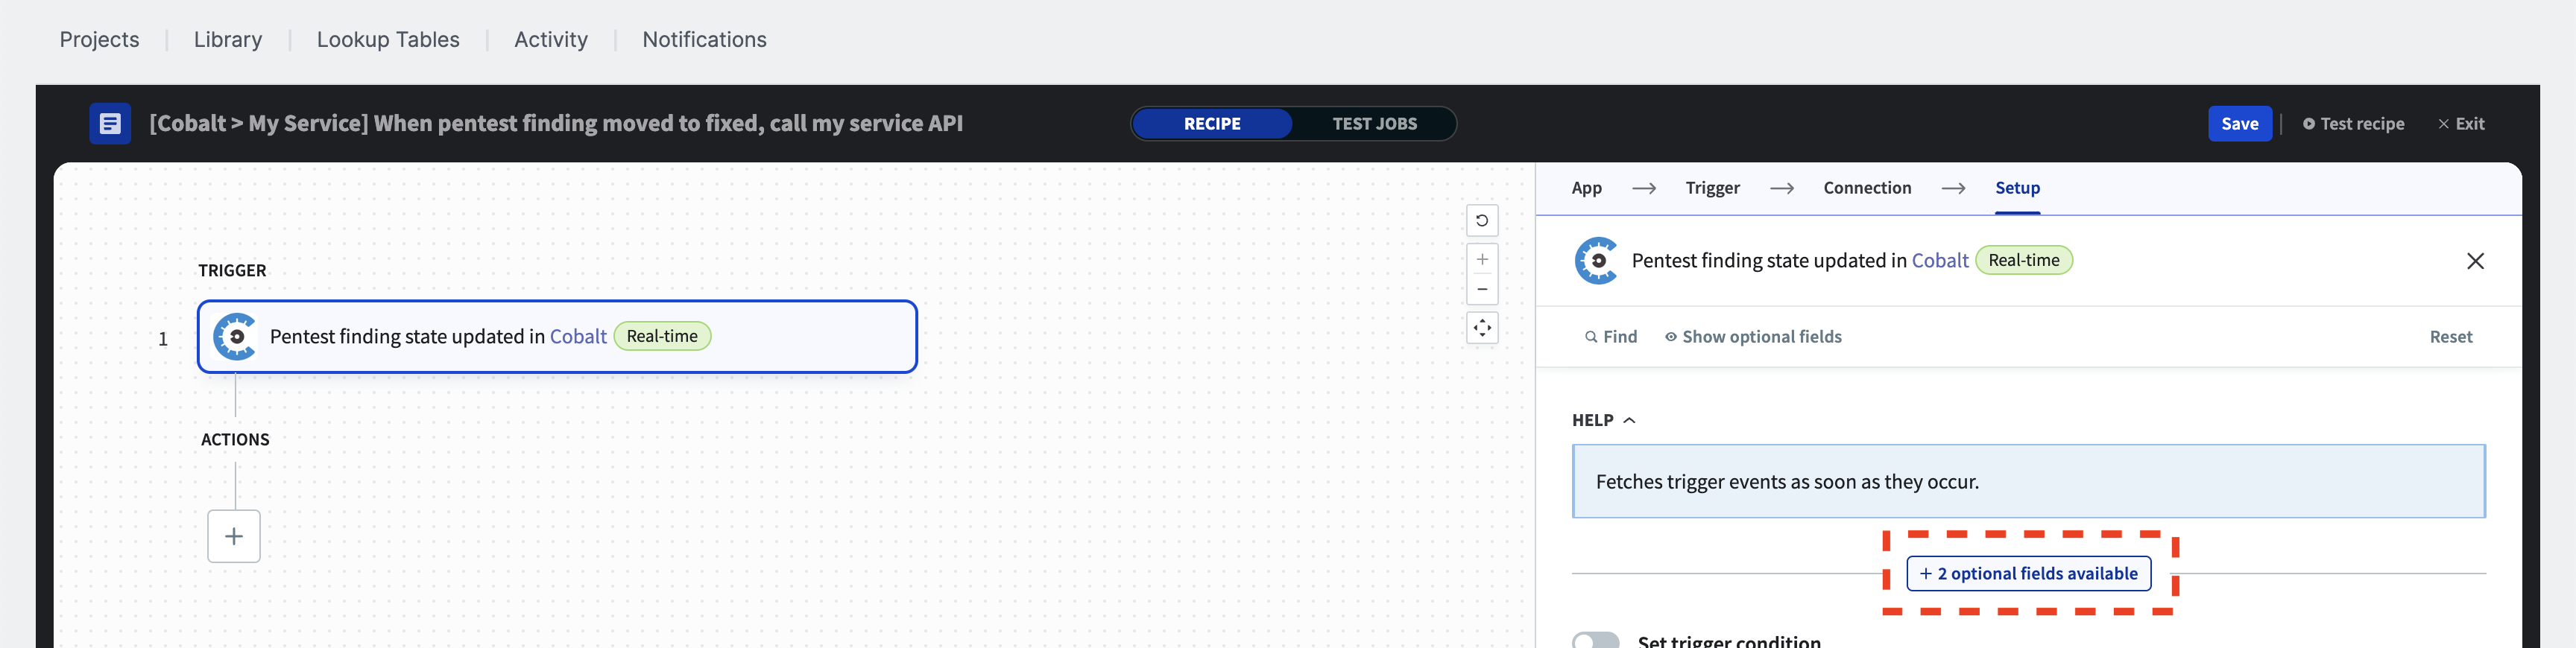 Projects Library Lookup Tables Activity Notifications
[Cobalt > My Service] When pentest finding moved to fixed, call my service API
RECIPE TEST JOBS
Save Test recipe Exit
App → Trigger → Connection → Setup
Pentest finding state updated in Cobalt Real-time
Find Show optional fields Reset
HELP
Fetches trigger events as soon as they occur.
+ 2 optional fields available
Set trigger condition
TRIGGER
1 Pentest finding state updated in Cobalt Real-time
ACTIONS